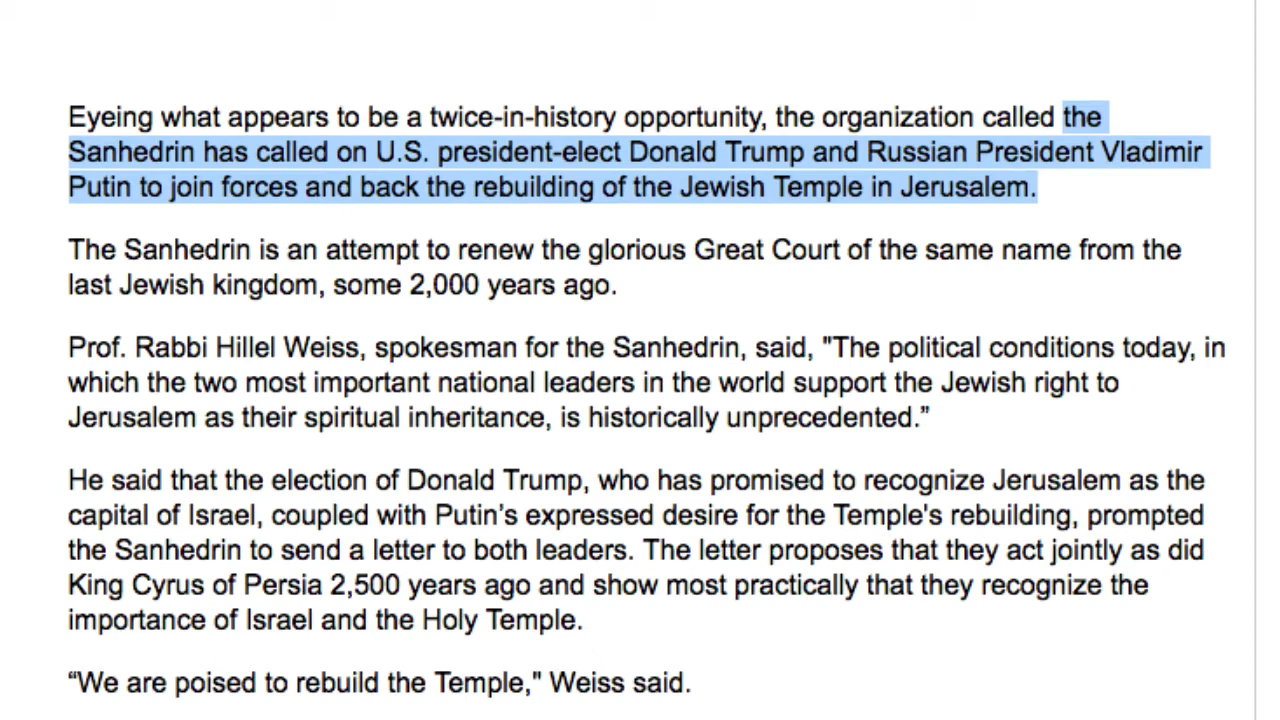 Eyeing what appears to be a twice-in-history opportunity, the organization called the
Sanhedrin has called on U.S. president-elect Donald Trump and Russian President Vladimir
Putin to join forces and back the rebuilding of the Jewish Temple in Jerusalem.
The Sanhedrin is an attempt to renew the glorious Great Court of the same name from the
last Jewish kingdom, some 2,000 years ago.
Prof. Rabbi Hillel Weiss, spokesman for the Sanhedrin, said, "The political conditions today, in
which the two most important national leaders in the world support the Jewish right to
Jerusalem as their spiritual inheritance, is historically unprecedented.”
He said that the election of Donald Trump, who has promised to recognize Jerusalem as the
capital of Israel, coupled with Putin’s expressed desire for the Temple's rebuilding, prompted
the Sanhedrin to send a letter to both leaders. The letter proposes that they act jointly as did
King Cyrus of Persia 2,500 years ago and show most practically that they recognize the
importance of Israel and the Holy Temple.
“We are poised to rebuild the Temple," Weiss said.